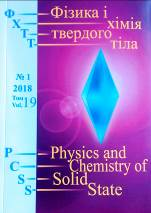 Ф Фізика і
Х хімія
Т твердого
Т тіла
№ 1
2018
Том
Vol. 19
P Physics and
C Chemistry of
S Solid
S State